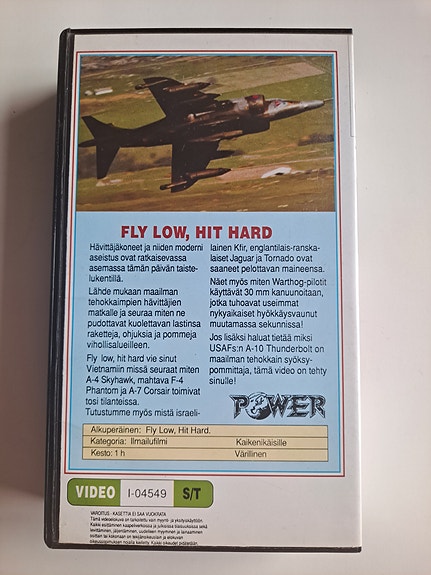 FLY LOW, HIT HARD
Hävittäjäkoneet ja niiden moderni
aseistus ovat ratkaisevassa
asemassa tämän päivän taiste-
lukentillä.
Lähde mukaan maailman
tehokkaimpien hävittäjien
matkalle ja seuraa miten ne
pudottavat kuolettavan lastinsa
raketteja, ohjuksia ja pommeja
vihollisalueilleen.
Fly low, hit hard vie sinut
Vietnamiin missä seuraat miten
A-4 Skyhawk, mahtava F-4
Phantom ja A-7 Corsair toimivat
tosi tilanteissa.
Tutustumme myös mistä israeli-
lainen Kfir, englantilais-ranska-
laiset Jaguar ja Tornado ovat
saaneet pelottavan maineensa.
Näet myös miten Warthog-pilotit
käyttävät 30 mm kanuunoitaan,
jotka tuhoavat useimmat
nykyaikaiset hyökkäysvaunut
muutamassa sekunnissa!
Jos lisäksi haluat tietää miksi
USAFs:n A-10 Thunderbolt on
maailman tehokkain syöksy-
pommittaja, tämä video on tehty
sinulle!
POWER
Alkuperäinen: Fly Low, Hit Hard.
Kategoria: Ilmailufilmi Kaikenikäisille
Kesto: 1 h Värillinen
VIDEO I-04549 S/T
VAROITUS - KASETTIA EI SAA VUOKRATA